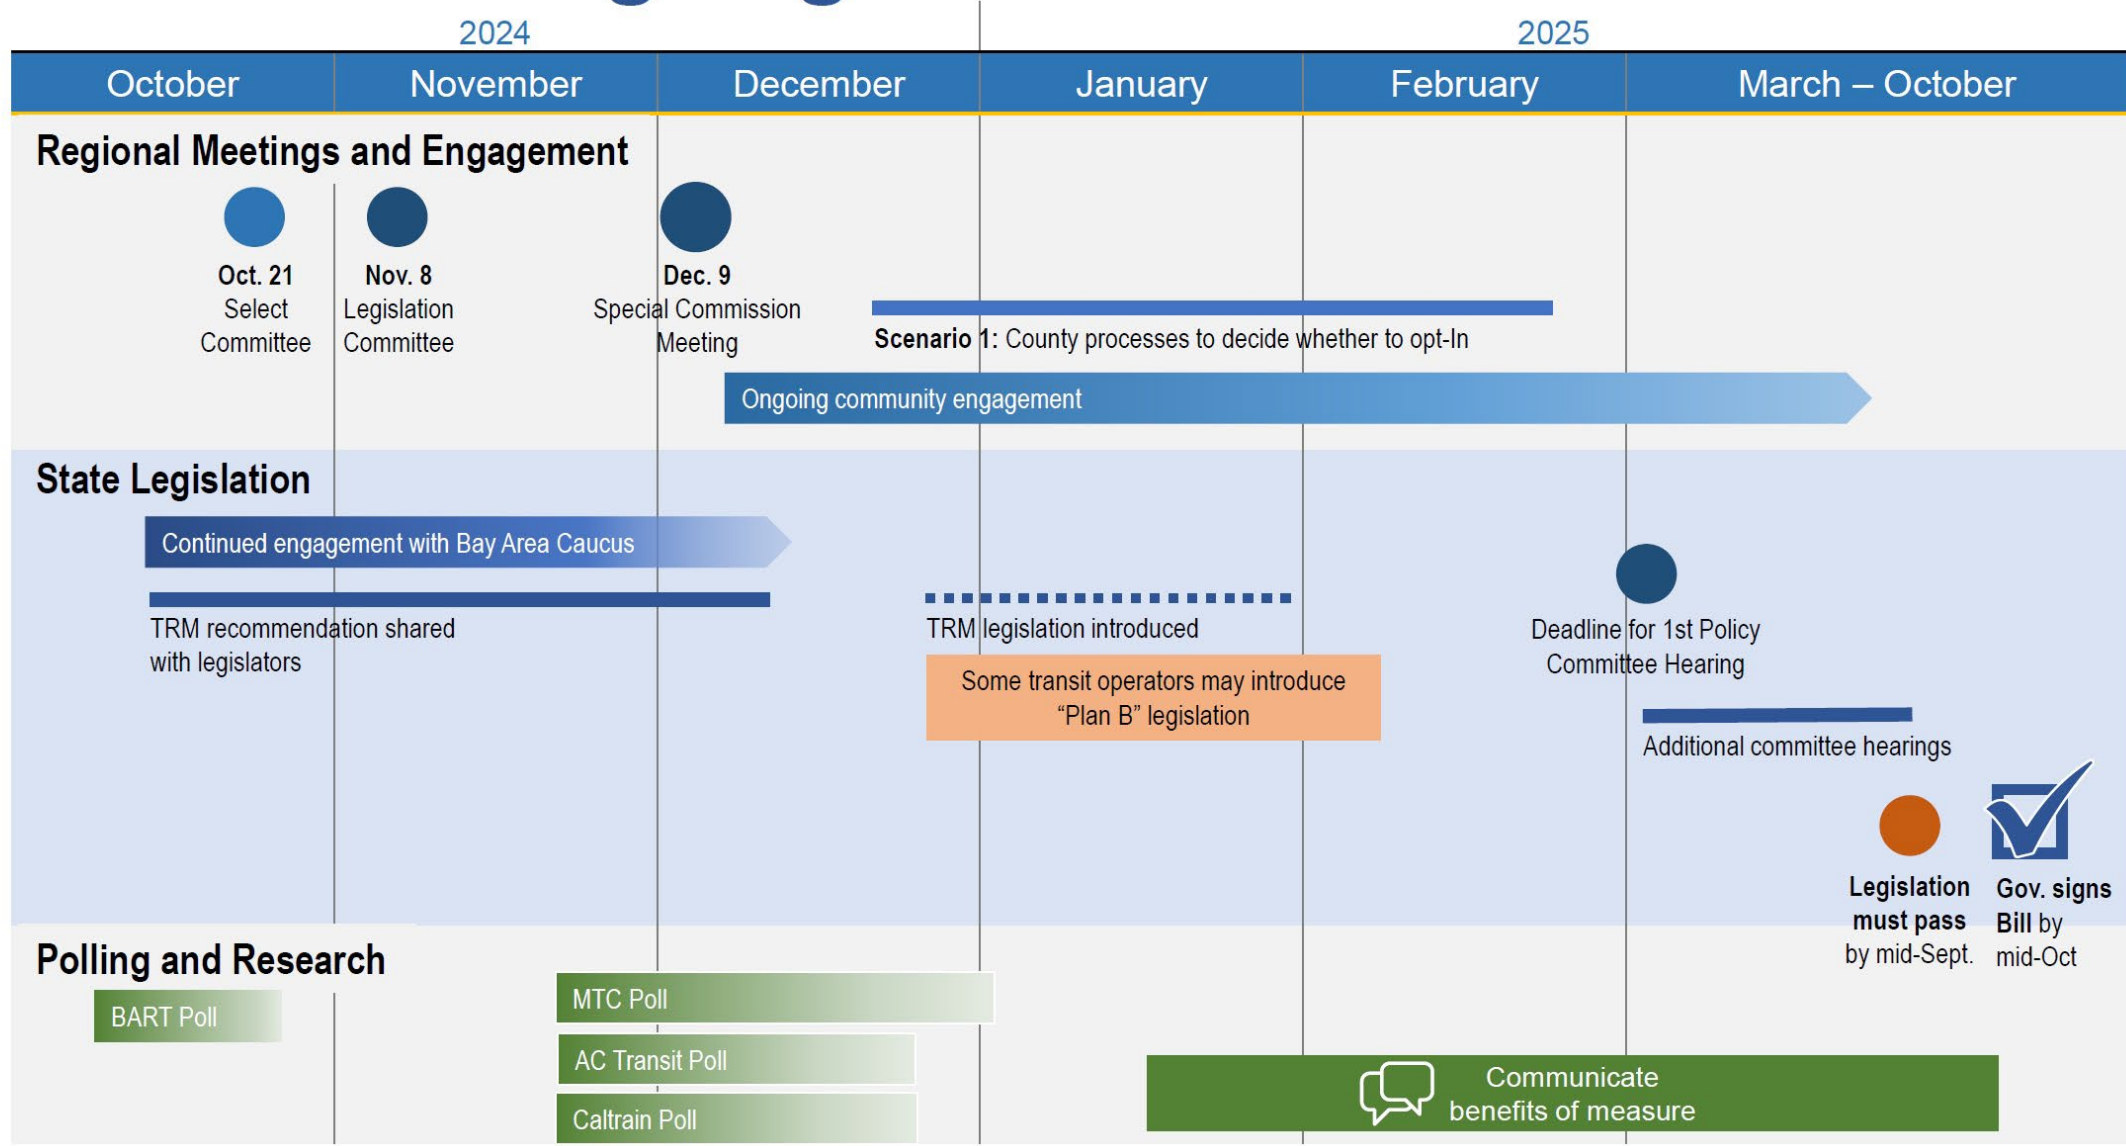 2024
2025
October
November
December
January
February
March – October
Regional Meetings and Engagement
Oct. 21
Select
Committee
Nov. 8
Legislation
Committee
Dec. 9
Special Commission
Meeting
Scenario 1: County processes to decide whether to opt-In
Ongoing community engagement
State Legislation
Continued engagement with Bay Area Caucus
TRM recommendation shared
with legislators
TRM legislation introduced
Some transit operators may introduce
“Plan B” legislation
Deadline for 1st Policy
Committee Hearing
Additional committee hearings
Legislation
must pass
by mid-Sept.
Gov. signs
Bill by
mid-Oct
Polling and Research
BART Poll
MTC Poll
AC Transit Poll
Caltrain Poll
Communicate
benefits of measure